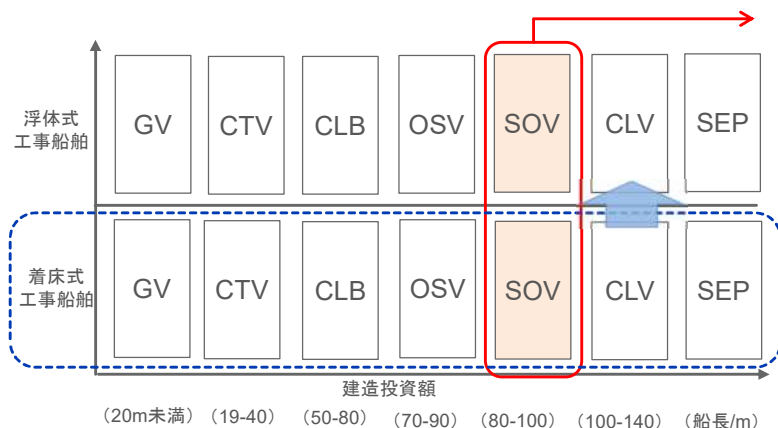 浮体式
工事船舶
GV CTV CLB OSV SOV CLV SEP
着床式
工事船舶
GV CTV CLB OSV SOV CLV SEP
建造投資額
（20m未満）（19-40）（50-80）（70-90）（80-100）（100-140）（船長/m）